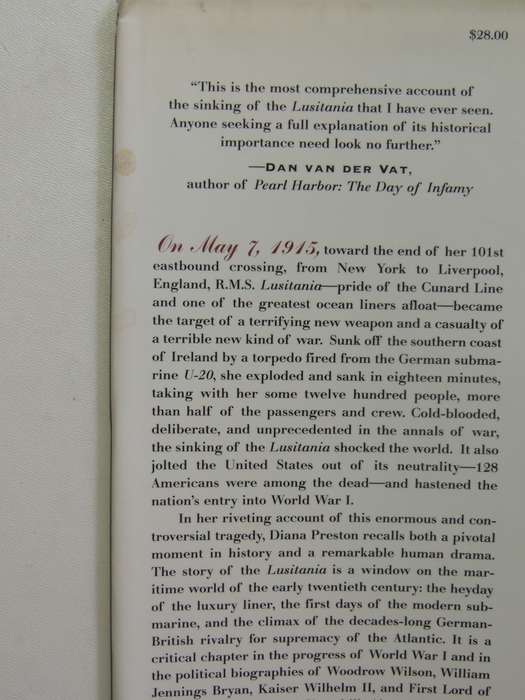 $28.00
“This is the most comprehensive account of
the sinking of the Lusitania that I have ever seen.
Anyone seeking a full explanation of its historical
importance need look no further.”
—DAN VAN DER VAT,
author of Pearl Harbor: The Day of Infamy
On May 7, 1915, toward the end of her 101st
eastbound crossing, from New York to Liverpool,
England, R.M.S. Lusitania—pride of the Cunard Line
and one of the greatest ocean liners afloat—became
the target of a terrifying new weapon and a casualty of
a terrible new kind of war. Sunk off the southern coast
of Ireland by a torpedo fired from the German subma-
rine U-20, she exploded and sank in eighteen minutes,
taking with her some twelve hundred people, more
than half of the passengers and crew. Cold-blooded,
deliberate, and unprecedented in the annals of war,
the sinking of the Lusitania shocked the world. It also
jolted the United States out of its neutrality—128
Americans were among the dead—and hastened the
nation’s entry into World War I.
In her riveting account of this enormous and con-
troversial tragedy, Diana Preston recalls both a pivotal
moment in history and a remarkable human drama.
The story of the Lusitania is a window on the mar-
itime world of the early twentieth century: the heyday
of the luxury liner, the first days of the modern sub-
marine, and the climax of the decades-long German-
British rivalry for supremacy of the Atlantic. It is a
critical chapter in the progress of World War I and in
the political biographies of Woodrow Wilson, William
Jennings Bryan, Kaiser Wilhelm II, and First Lord of